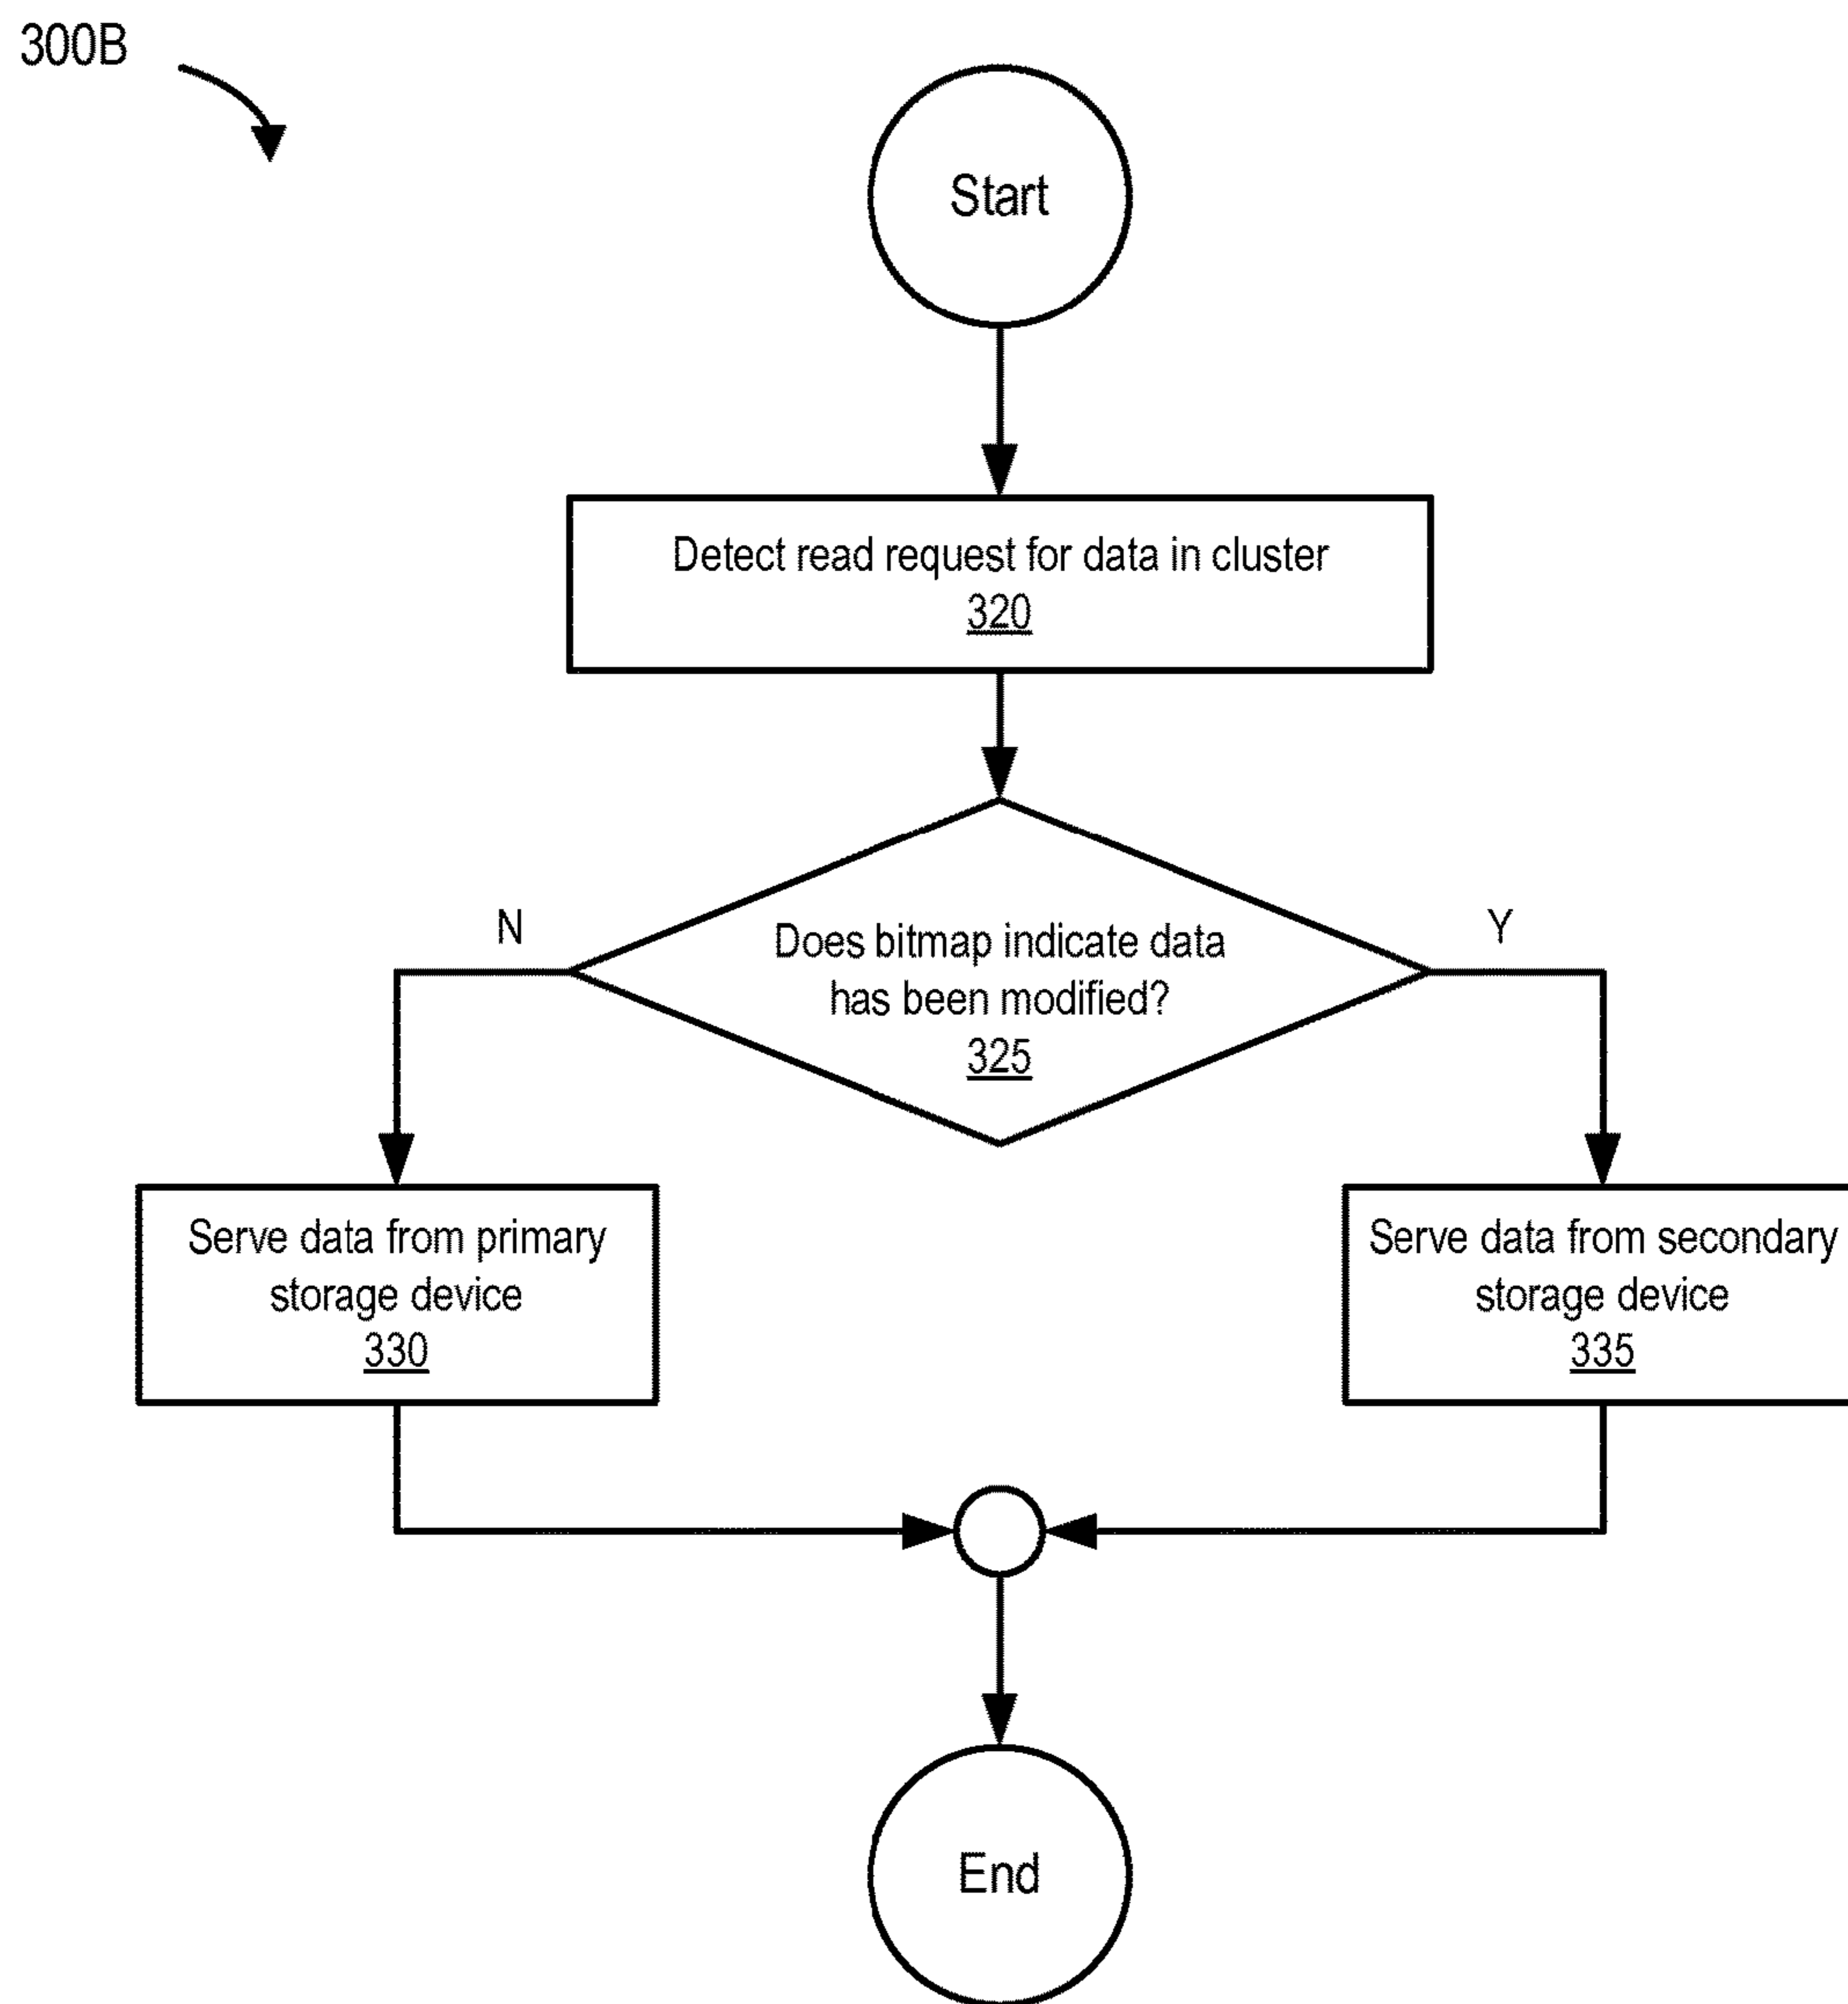 300B
Start
Detect read request for data in cluster
320
N
Y
Does bitmap indicate data
has been modified?
325
Serve data from primary
storage device
330
Serve data from secondary
storage device
335
End